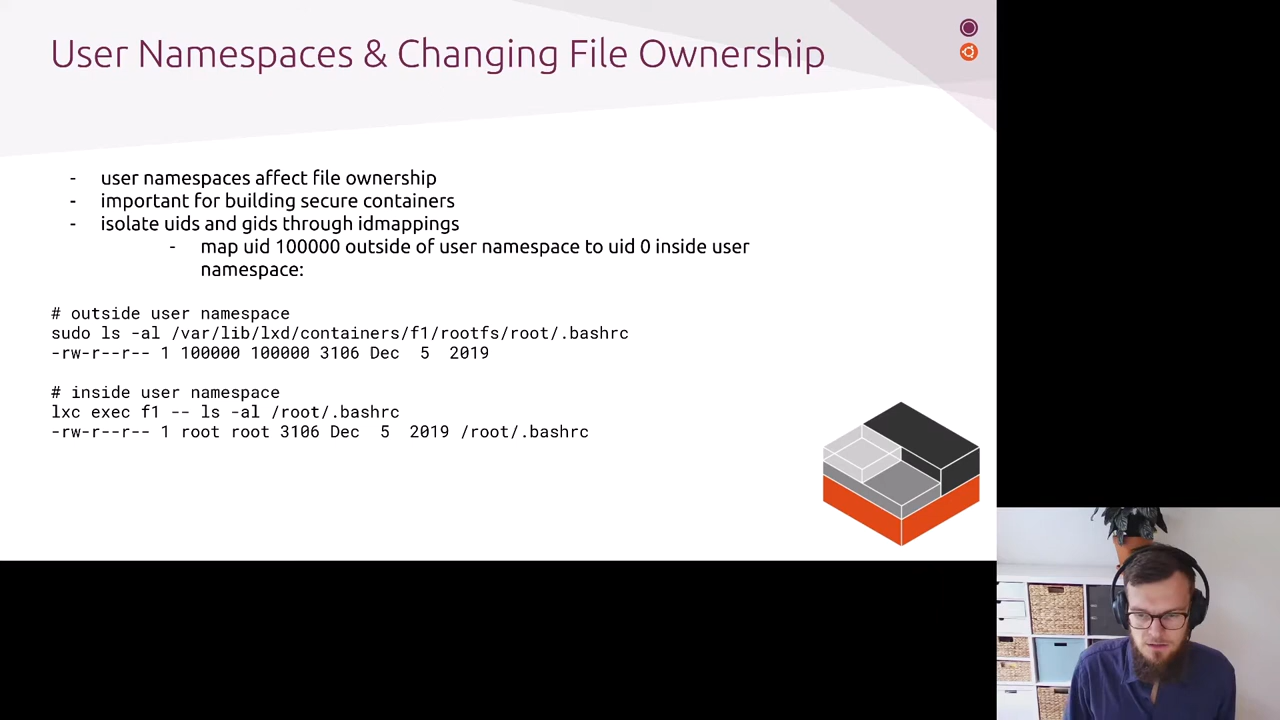 User Namespaces & Changing File Ownership
- user namespaces affect file ownership
- important for building secure containers
- isolate uids and gids through idmappings
- map uid 100000 outside of user namespace to uid 0 inside user
namespace:
# outside user namespace
sudo ls -al /var/lib/lxd/containers/f1/rootfs/root/.bashrc
-rw-r--r-- 1 100000 100000 3106 Dec  5  2019
# inside user namespace
lxc exec f1 -- ls -al /root/.bashrc
-rw-r--r-- 1 root root 3106 Dec  5  2019 /root/.bashrc